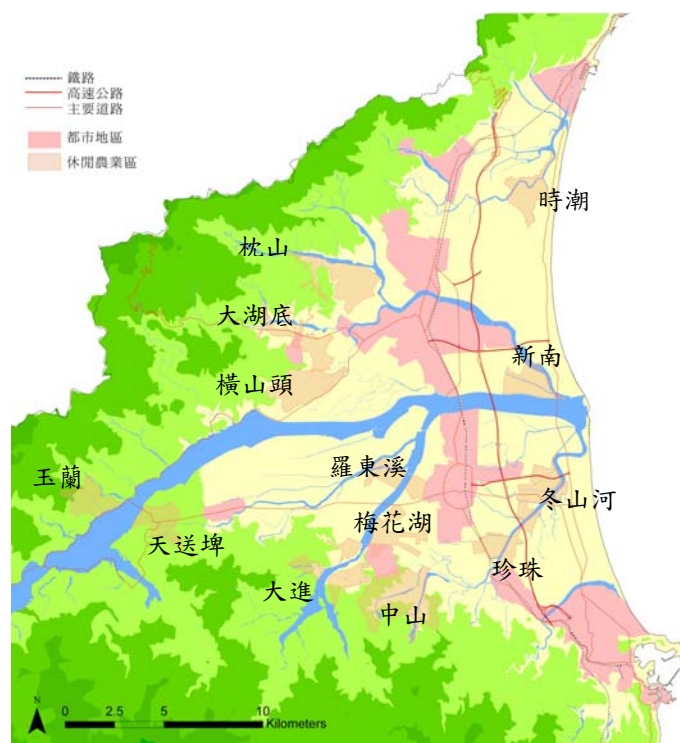 鐵路
高速公路
主要道路
都市地區
休閒農業區
時潮
枕山
大湖底
新南
橫山頭
羅東溪
玉蘭
冬山河
梅花湖
天送埤
珍珠
大進
中山
N
0 2.5 5 10
Kilometers